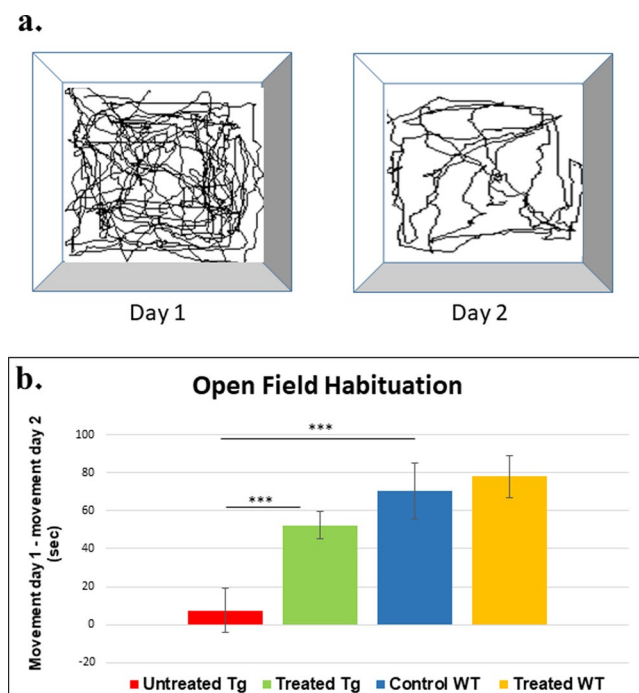 a.
Day 1
Day 2
b.
Open Field Habituation
Movement day 1 - movement day 2
(sec)
100
80
60
40
20
0
-20
***
***
Untreated Tg
Treated Tg
Control WT
Treated WT